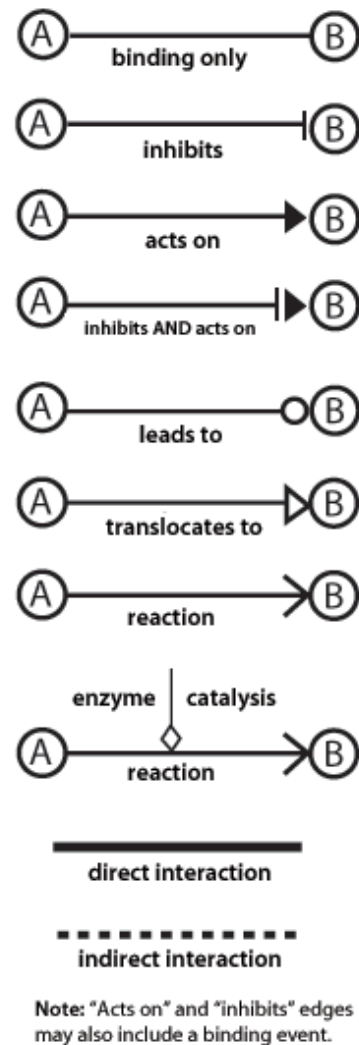 A B
binding only
A B
inhibits
A B
acts on
A B
inhibits AND acts on
A B
leads to
A B
translocates to
A B
reaction
enzyme catalysis
A B
reaction
direct interaction
indirect interaction
Note: “Acts on” and “inhibits” edges
may also include a binding event.